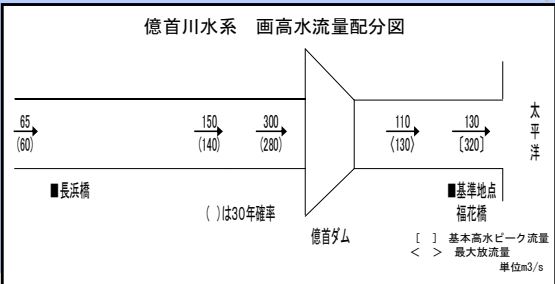 億首川水系 画高水流量配分図
65
(60)
150
(140)
300
(280)
110
〈130〉
130
[320]
太平洋
■長浜橋
( )は30年確率
億首ダム
■基準地点
福花橋
[ ] 基本高水ピーク流量
< > 最大放流量
単位m3/s